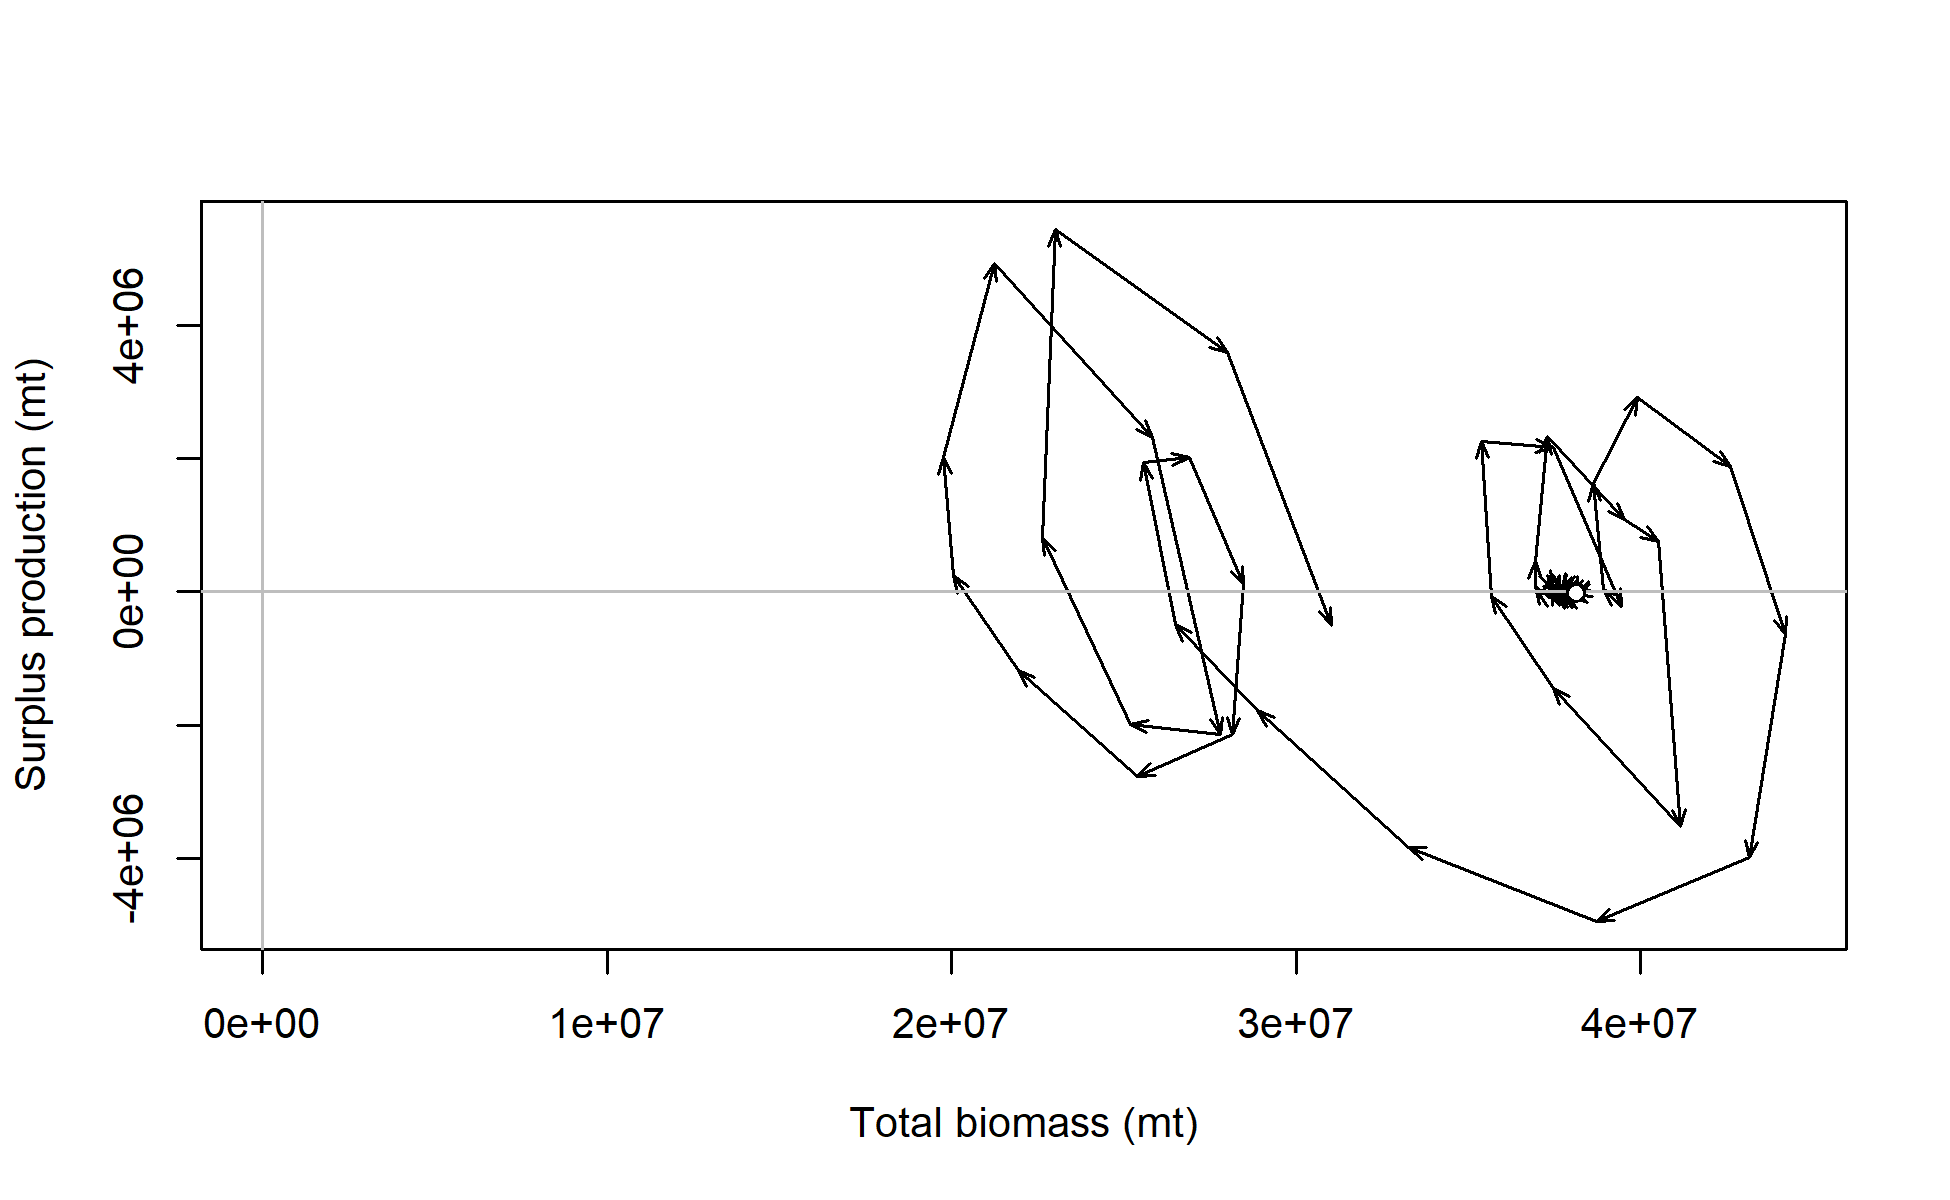 Surplus production (mt)
4e+06
0e+00
-4e+06
0e+00 1e+07 2e+07 3e+07 4e+07
Total biomass (mt)